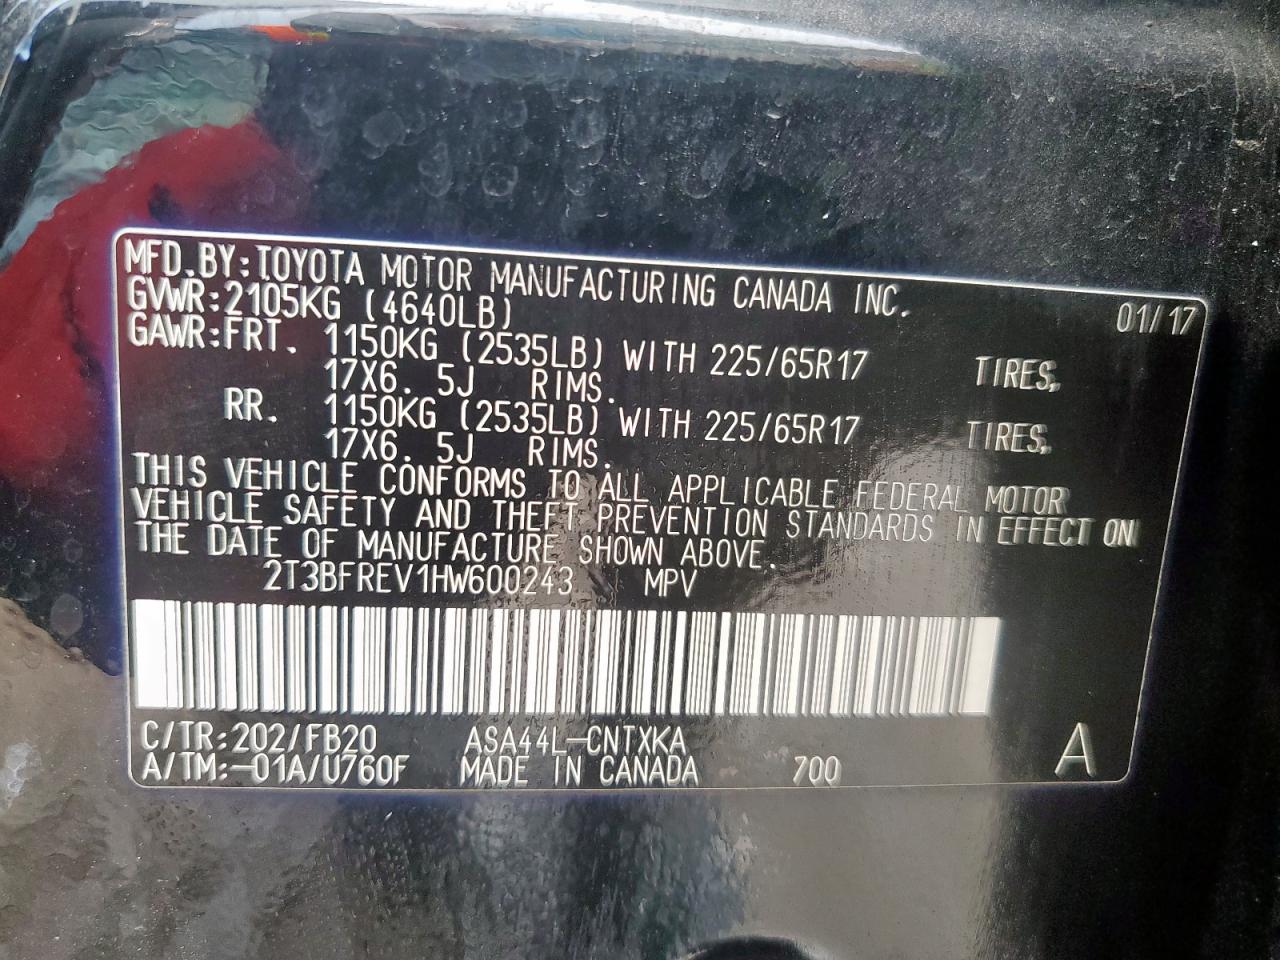 MFD.BY:TOYOTA MOTOR MANUFACTURING CANADA INC. 01/17
GVWR:2105KG (4640LB)
GAWR:FRT. 1150KG (2535LB) WITH 225/65R17 TIRES,
17X6. 5J RIMS.
RR. 1150KG (2535LB) WITH 225/65R17 TIRES,
17X6. 5J RIMS.
THIS VEHICLE CONFORMS TO ALL APPLICABLE FEDERAL MOTOR
VEHICLE SAFETY AND THEFT PREVENTION STANDARDS IN EFFECT ON
THE DATE OF MANUFACTURE SHOWN ABOVE.
2T3BFREV1HW600243 MPV
C/TR:202/FB20 ASA44L-CNTXKA A
A/TM:-01A/U760F MADE IN CANADA 700